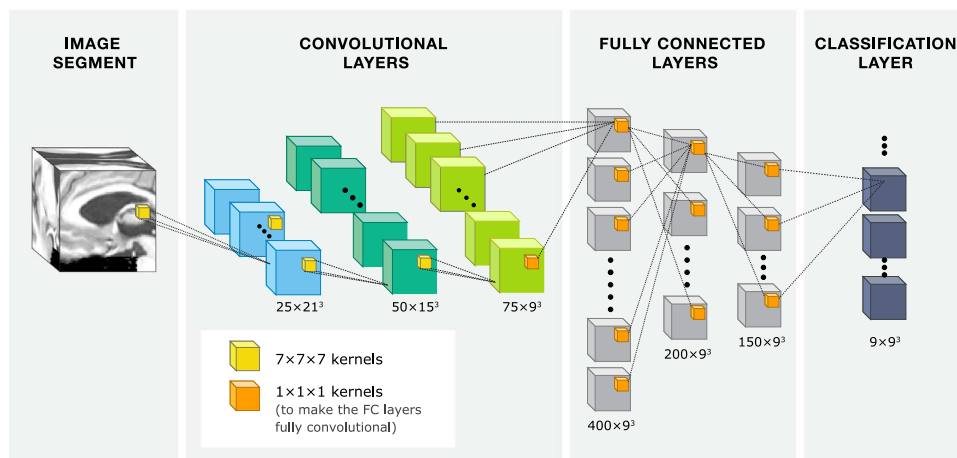 IMAGE
SEGMENT
CONVOLUTIONAL
LAYERS
FULLY CONNECTED
LAYERS
CLASSIFICATION
LAYER
25×21³
50×15³
75×9³
400×9³
200×9³
150×9³
9×9³
7×7×7 kernels
1×1×1 kernels
(to make the FC layers
fully convolutional)